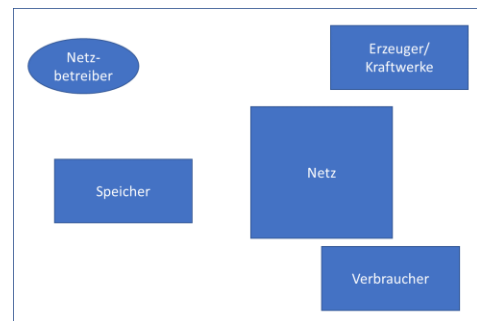 Netz-
betreiber
Erzeuger/
Kraftwerke
Netz
Speicher
Verbraucher